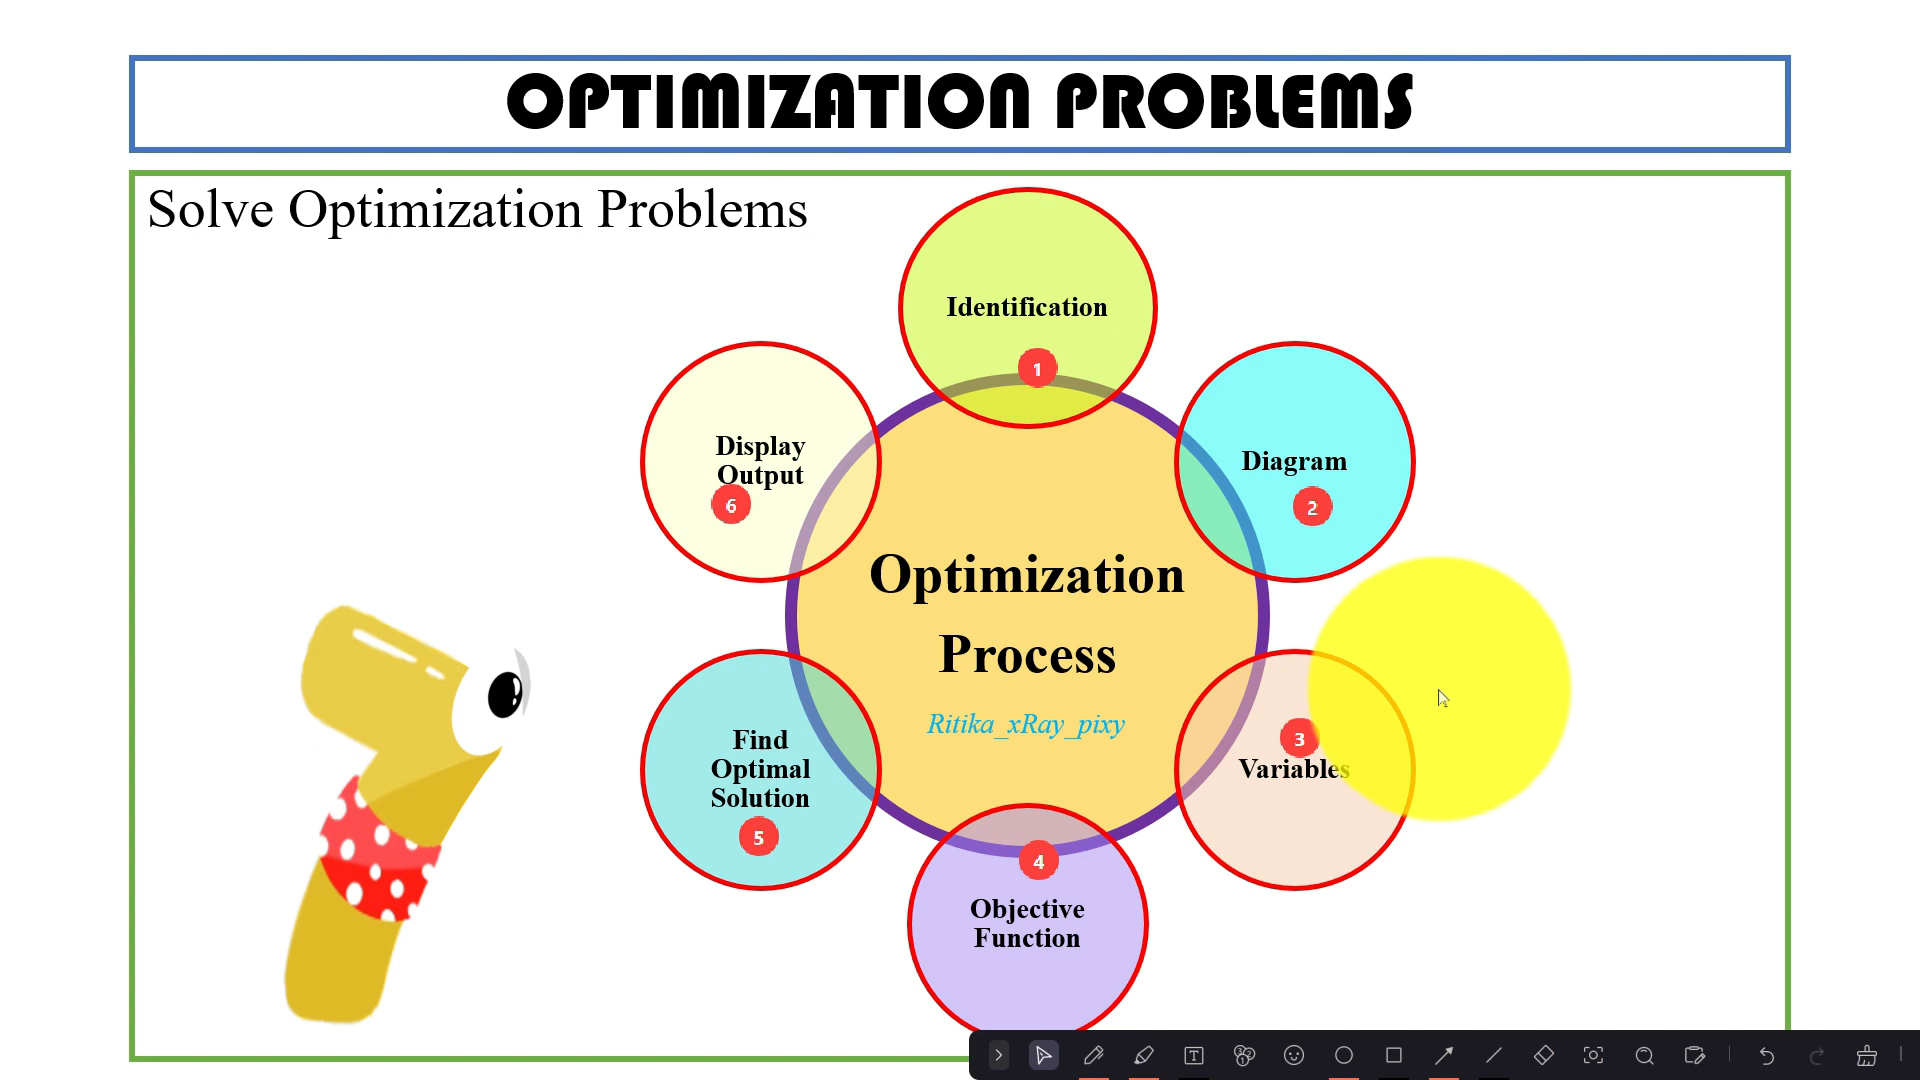 OPTIMIZATION PROBLEMS
Solve Optimization Problems
Identification
1
Diagram
2
Variables
3
Objective
Function
4
Find
Optimal
Solution
5
Display
Output
6
Optimization
Process
Ritika_xRay_pixy